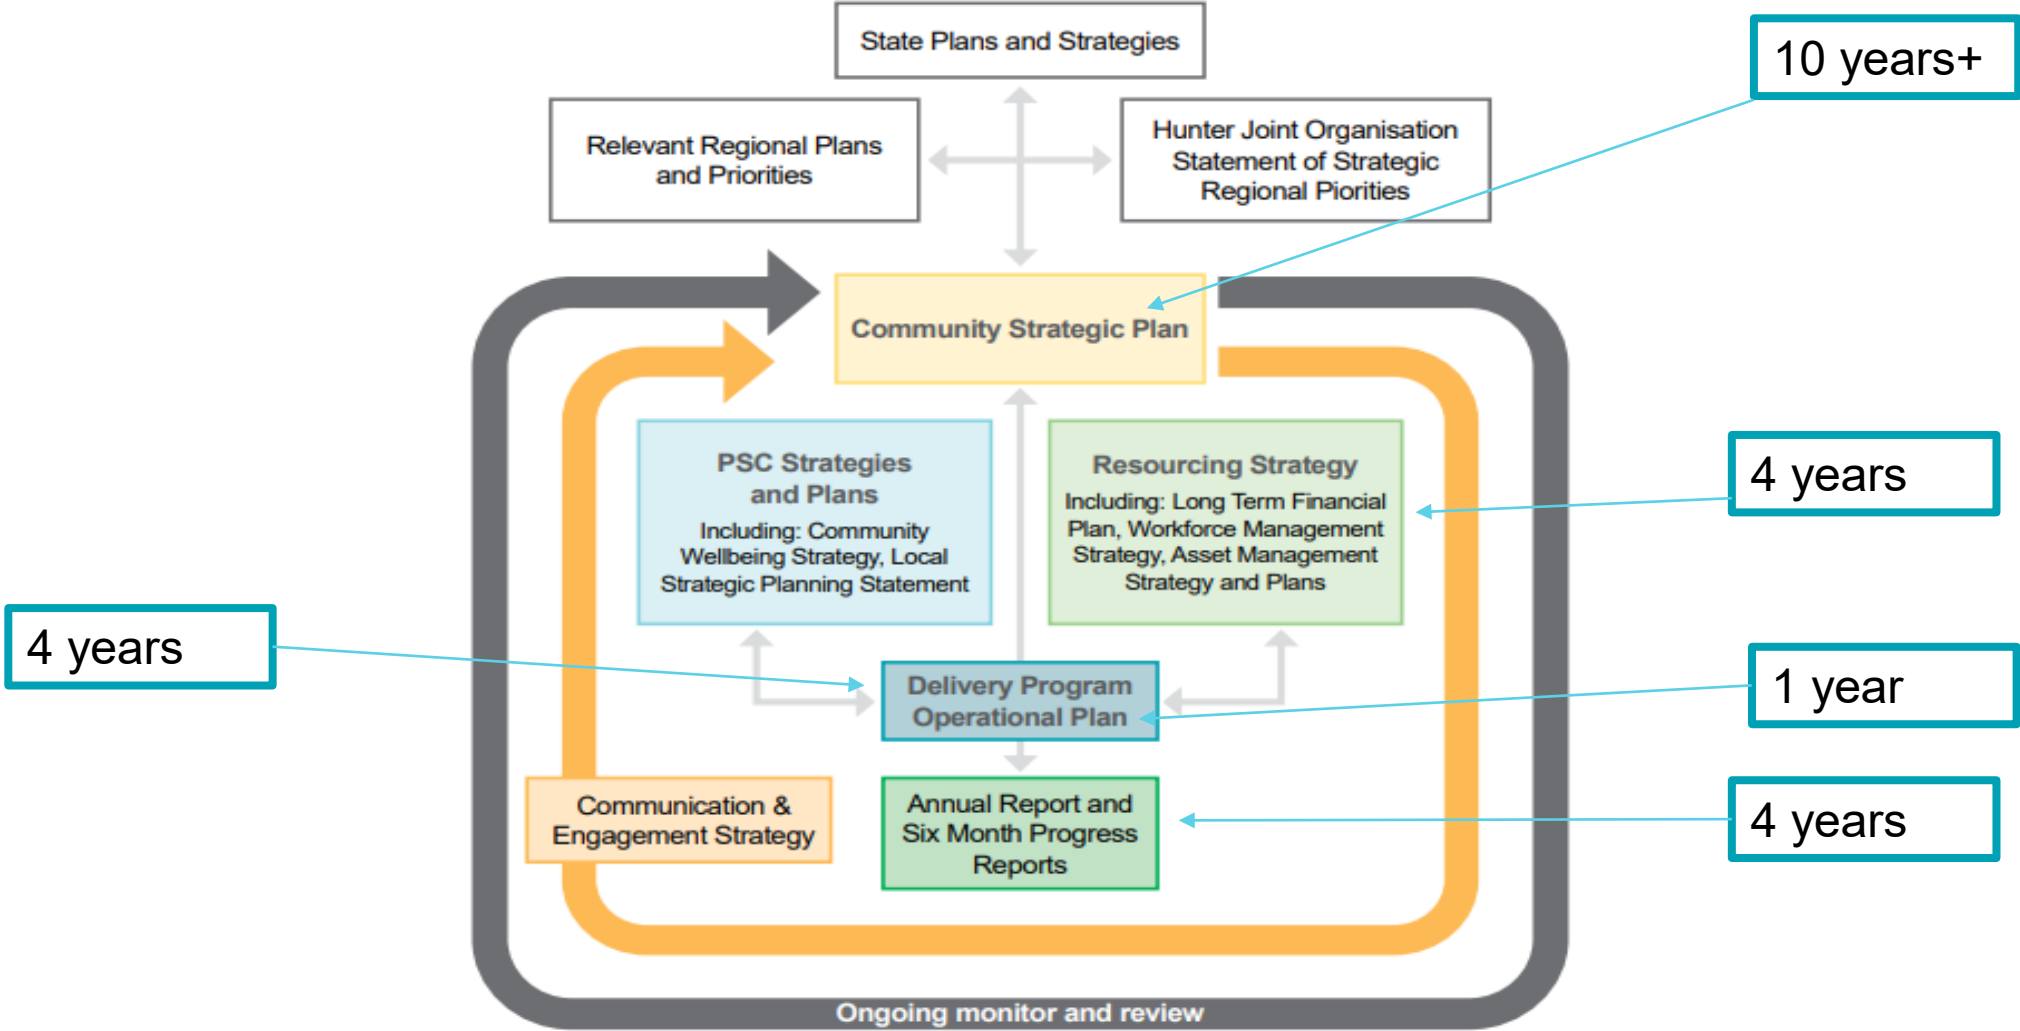 State Plans and Strategies
10 years+
Relevant Regional Plans
and Priorities
Hunter Joint Organisation
Statement of Strategic
Regional Piorities
Community Strategic Plan
PSC Strategies
and Plans
Including: Community
Wellbeing Strategy, Local
Strategic Planning Statement
Resourcing Strategy
Including: Long Term Financial
Plan, Workforce Management
Strategy, Asset Management
Strategy and Plans
4 years
4 years
Delivery Program
Operational Plan
1 year
Communication &
Engagement Strategy
Annual Report and
Six Month Progress
Reports
4 years
Ongoing monitor and review